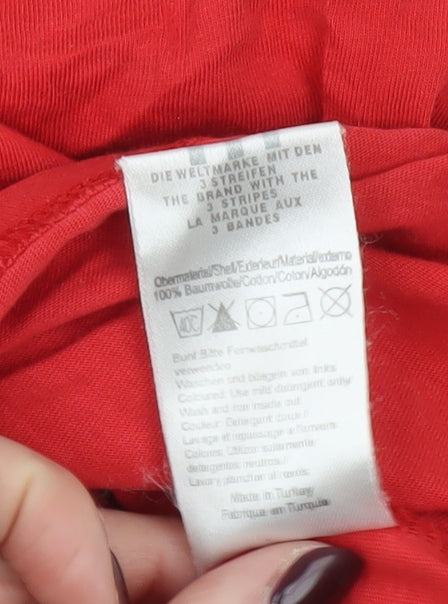 DIE WELTMARKE MIT DEN
3 STREIFEN
THE BRAND WITH THE
3 STRIPES
LA MARQUE AUX
3 BANDES
Obermaterial/Shell/Exterieur/Material/externo
100% Baumwolle/Cotton/Coton/Algodón
40°C
Bunt Bitte Feinwaschmittel
verwenden
Waschen und bügeln von links
Coloured: Use mild detergent only
Wash and iron inside out
Couleur: Detergent doux
Lavage et repassage à l'envers
Colores: Utilizar solamente
detergentes neutros
Lavar y planchar al revés
Made in Turkey
Fabriqué en Turquie